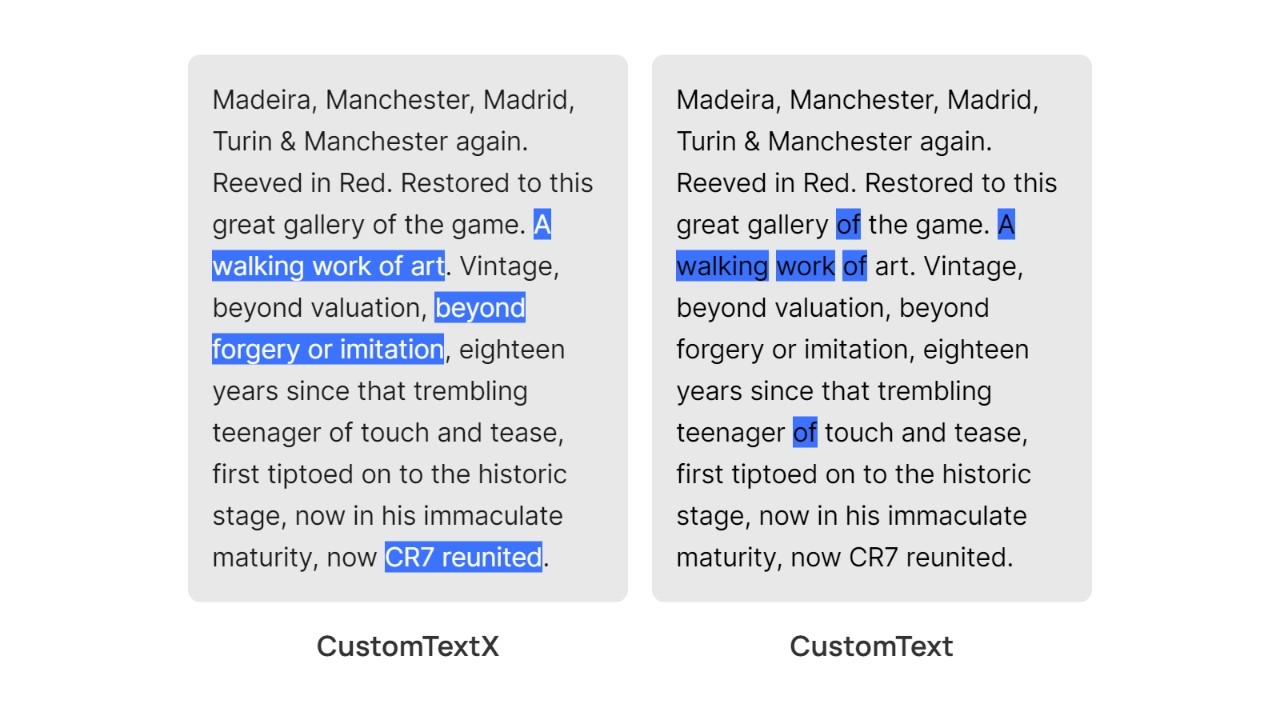 Madeira, Manchester, Madrid,
Turin & Manchester again.
Reeved in Red. Restored to this
great gallery of the game. A
walking work of art. Vintage,
beyond valuation, beyond
forgery or imitation, eighteen
years since that trembling
teenager of touch and tease,
first tiptoed on to the historic
stage, now in his immaculate
maturity, now CR7 reunited.
CustomTextX
Madeira, Manchester, Madrid,
Turin & Manchester again.
Reeved in Red. Restored to this
great gallery of the game. A
walking work of art. Vintage,
beyond valuation, beyond
forgery or imitation, eighteen
years since that trembling
teenager of touch and tease,
first tiptoed on to the historic
stage, now in his immaculate
maturity, now CR7 reunited.
CustomText